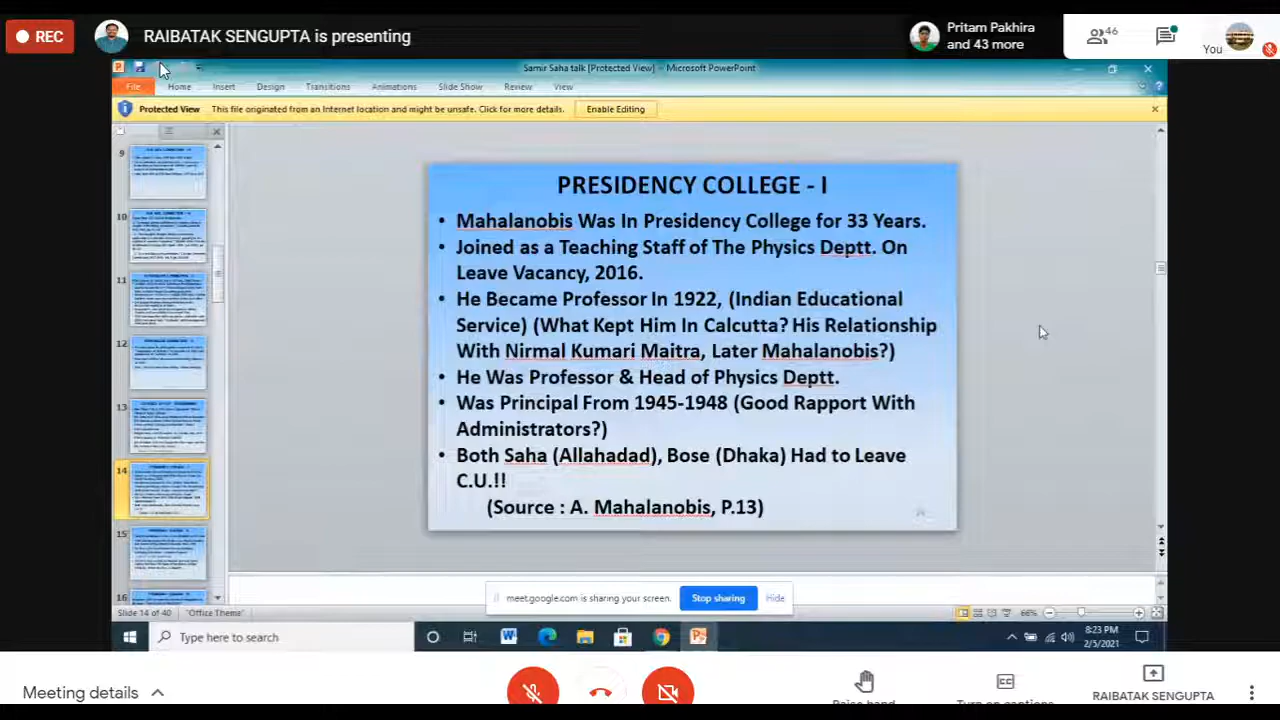 REC
RAIBATAK SENGUPTA is presenting
Pritam Pakhira
and 43 more
46
You
Samir Saha talk [Protected View] - Microsoft PowerPoint
File Home Insert Design Transitions Animations Slide Show Review View
Protected View This file originated from an Internet location and might be unsafe. Click for more details. Enable Editing
9
10
11
12
13
14
15
16
PRESIDENCY COLLEGE - I
• Mahalanobis was in Presidency College for 33 Years.
• Joined as a Teaching Staff of The Physics Deptt. On
Leave Vacancy, 2016.
• He Became Professor In 1922, (Indian Educational
Service) (What Kept Him In Calcutta? His Relationship
With Nirmal Kumari Maitra, Later Mahalanobis?)
• He Was Professor & Head of Physics Deptt.
• Was Principal From 1945-1948 (Good Rapport With
Administrators?)
• Both Saha (Allahadad), Bose (Dhaka) Had to Leave
C.U.!!
(Source : A. Mahalanobis, P.13)
meet.google.com is sharing your screen. Stop sharing Hide
Slide 14 of 40 "Office Theme" 66%
Type here to search
8:23 PM
2/5/2021
Meeting details
CC
Raise hand
Turn on captions
RAIBATAK SENGUPTA